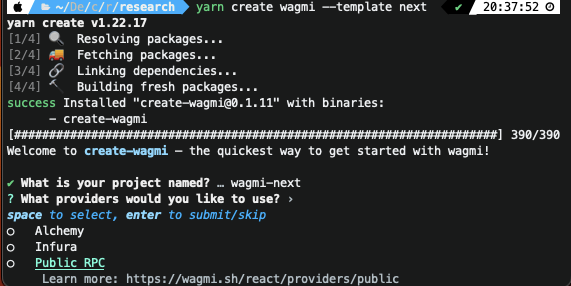 ~/De/c/r/research yarn create wagmi --template next ✔ 20:37:52
yarn create v1.22.17
[1/4] 🔍 Resolving packages...
[2/4] 🚚 Fetching packages...
[3/4] 🔗 Linking dependencies...
[4/4] 🔨 Building fresh packages...
success Installed "create-wagmi@0.1.11" with binaries:
- create-wagmi
[#####################################################################] 390/390
Welcome to create-wagmi – the quickest way to get started with wagmi!
✔ What is your project named? … wagmi-next
? What providers would you like to use? ›
space to select, enter to submit/skip
○ Alchemy
○ Infura
○ Public RPC
Learn more: https://wagmi.sh/react/providers/public